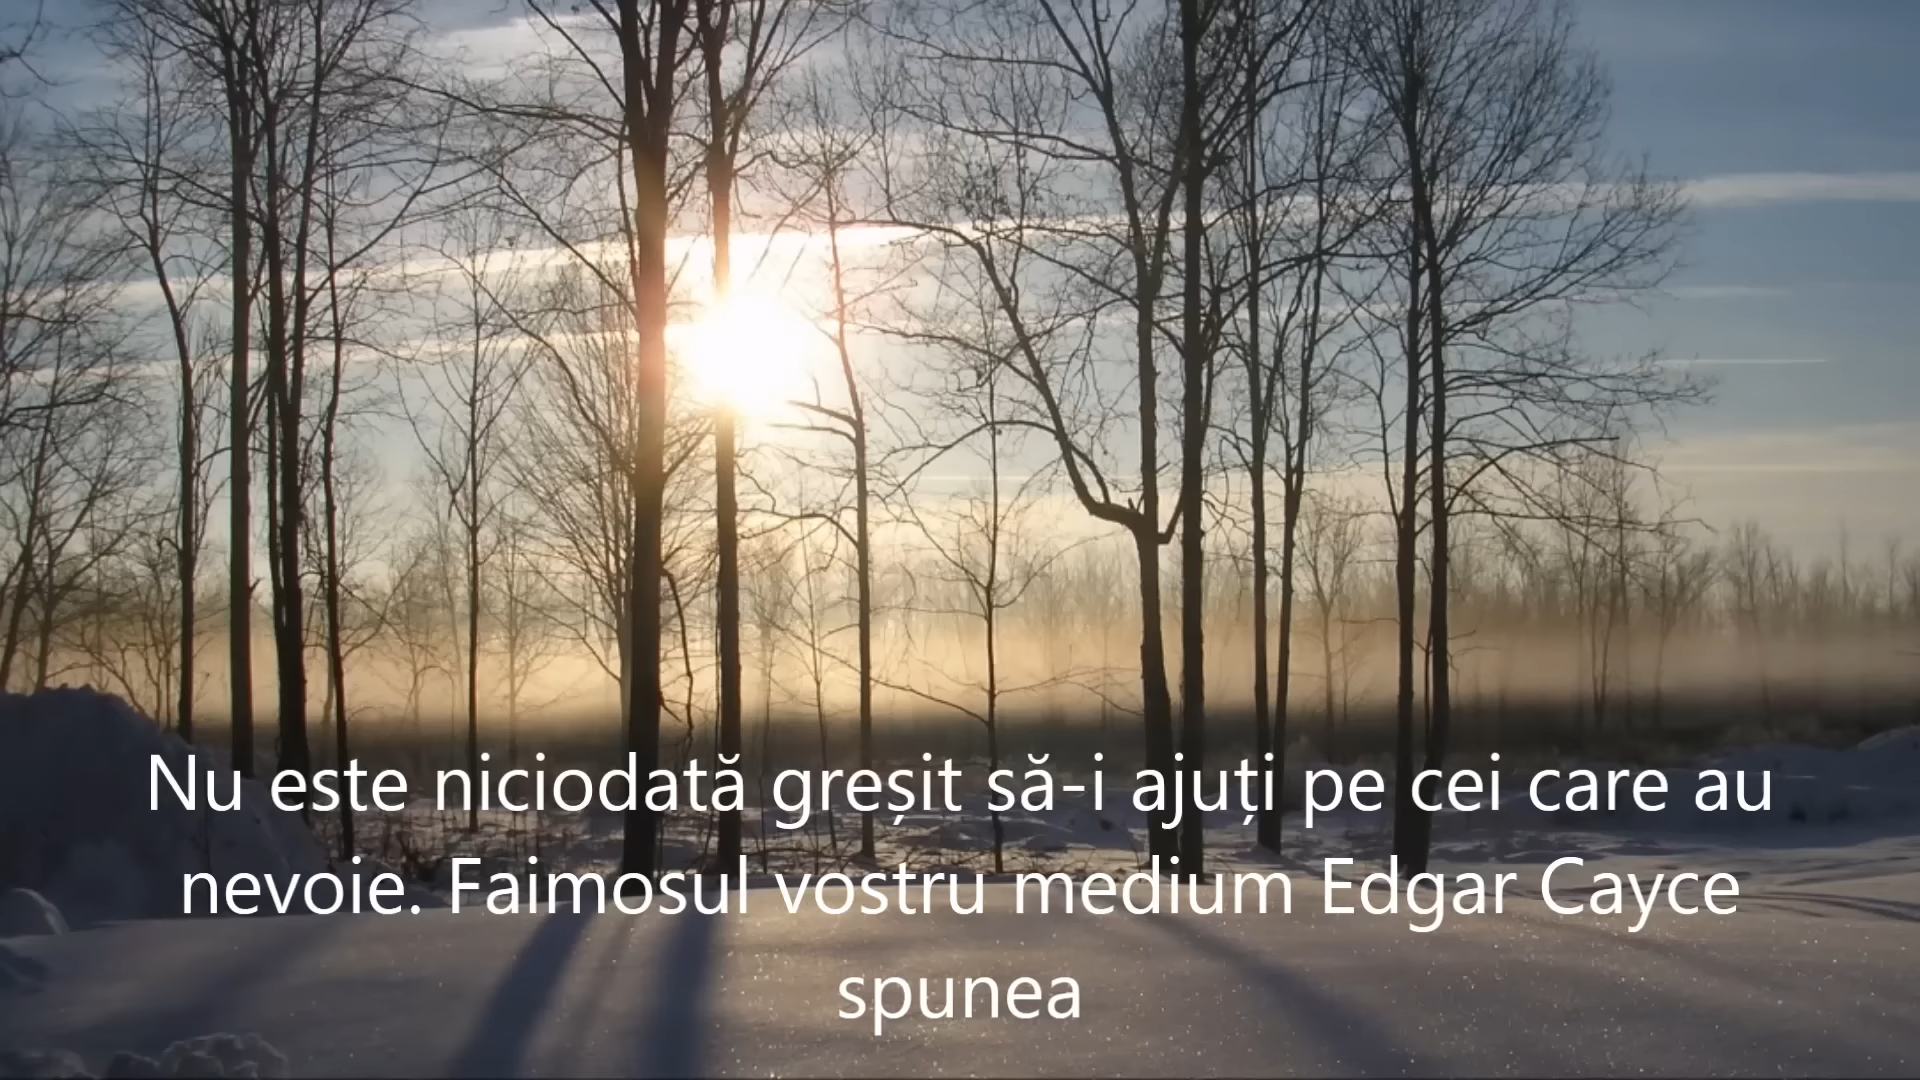 Nu este niciodată greșit să-i ajuți pe cei care au
nevoie. Faimosul vostru medium Edgar Cayce
spunea